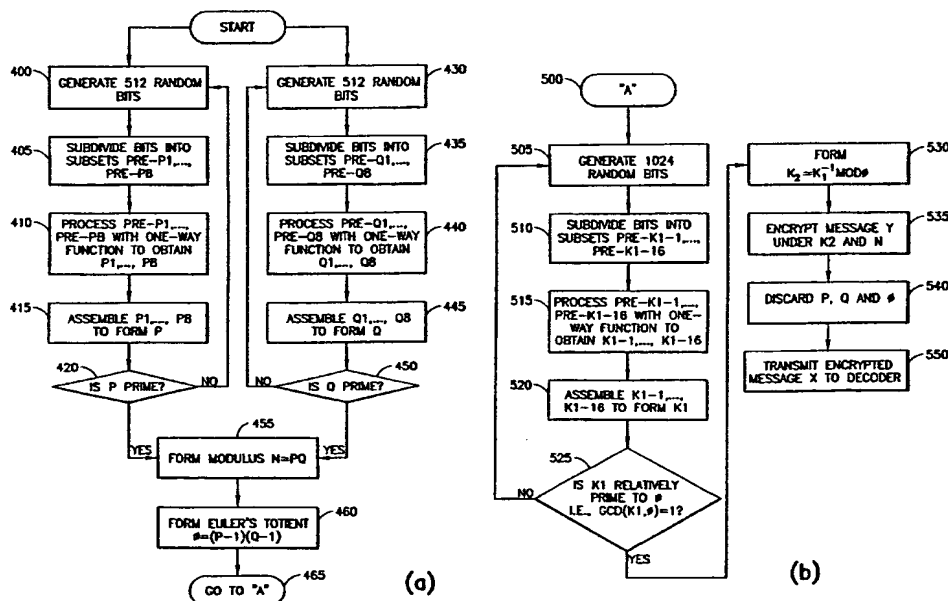 START
400
GENERATE 512 RANDOM
BITS
405
SUBDIVIDE BITS INTO
SUBSETS PRE-P1,...,
PRE-P8
410
PROCESS PRE-P1,...,
PRE-P8 WITH ONE-WAY
FUNCTION TO OBTAIN
P1,..., P8
415
ASSEMBLE P1,..., P8
TO FORM P
420
IS P PRIME?
NO
YES
430
GENERATE 512 RANDOM
BITS
435
SUBDIVIDE BITS INTO
SUBSETS PRE-Q1,...,
PRE-Q8
440
PROCESS PRE-Q1,...,
PRE-Q8 WITH ONE-WAY
FUNCTION TO OBTAIN
Q1,..., Q8
445
ASSEMBLE Q1,..., Q8
TO FORM Q
450
IS Q PRIME?
NO
YES
455
FORM MODULUS N=PQ
460
FORM EULER'S TOTIENT
ø=(P-1)(Q-1)
465
GO TO "A"
(a)
500
"A"
505
GENERATE 1024
RANDOM BITS
510
SUBDIVIDE BITS INTO
SUBSETS PRE-K1-1,...,
PRE-K1-16
515
PROCESS PRE-K1-1,...,
PRE-K1-16 WITH ONE-
WAY FUNCTION TO
OBTAIN K1-1,..., K1-16
520
ASSEMBLE K1-1,...,
K1-16 TO FORM K1
525
IS K1 RELATIVELY
PRIME TO ø
I.E., GCD(K1,ø)=1?
NO
YES
530
FORM
K2=K1-1MODø
535
ENCRYPT MESSAGE Y
UNDER K2 AND N
540
DISCARD P, Q AND ø
550
TRANSMIT ENCRYPTED
MESSAGE X TO DECODER
(b)